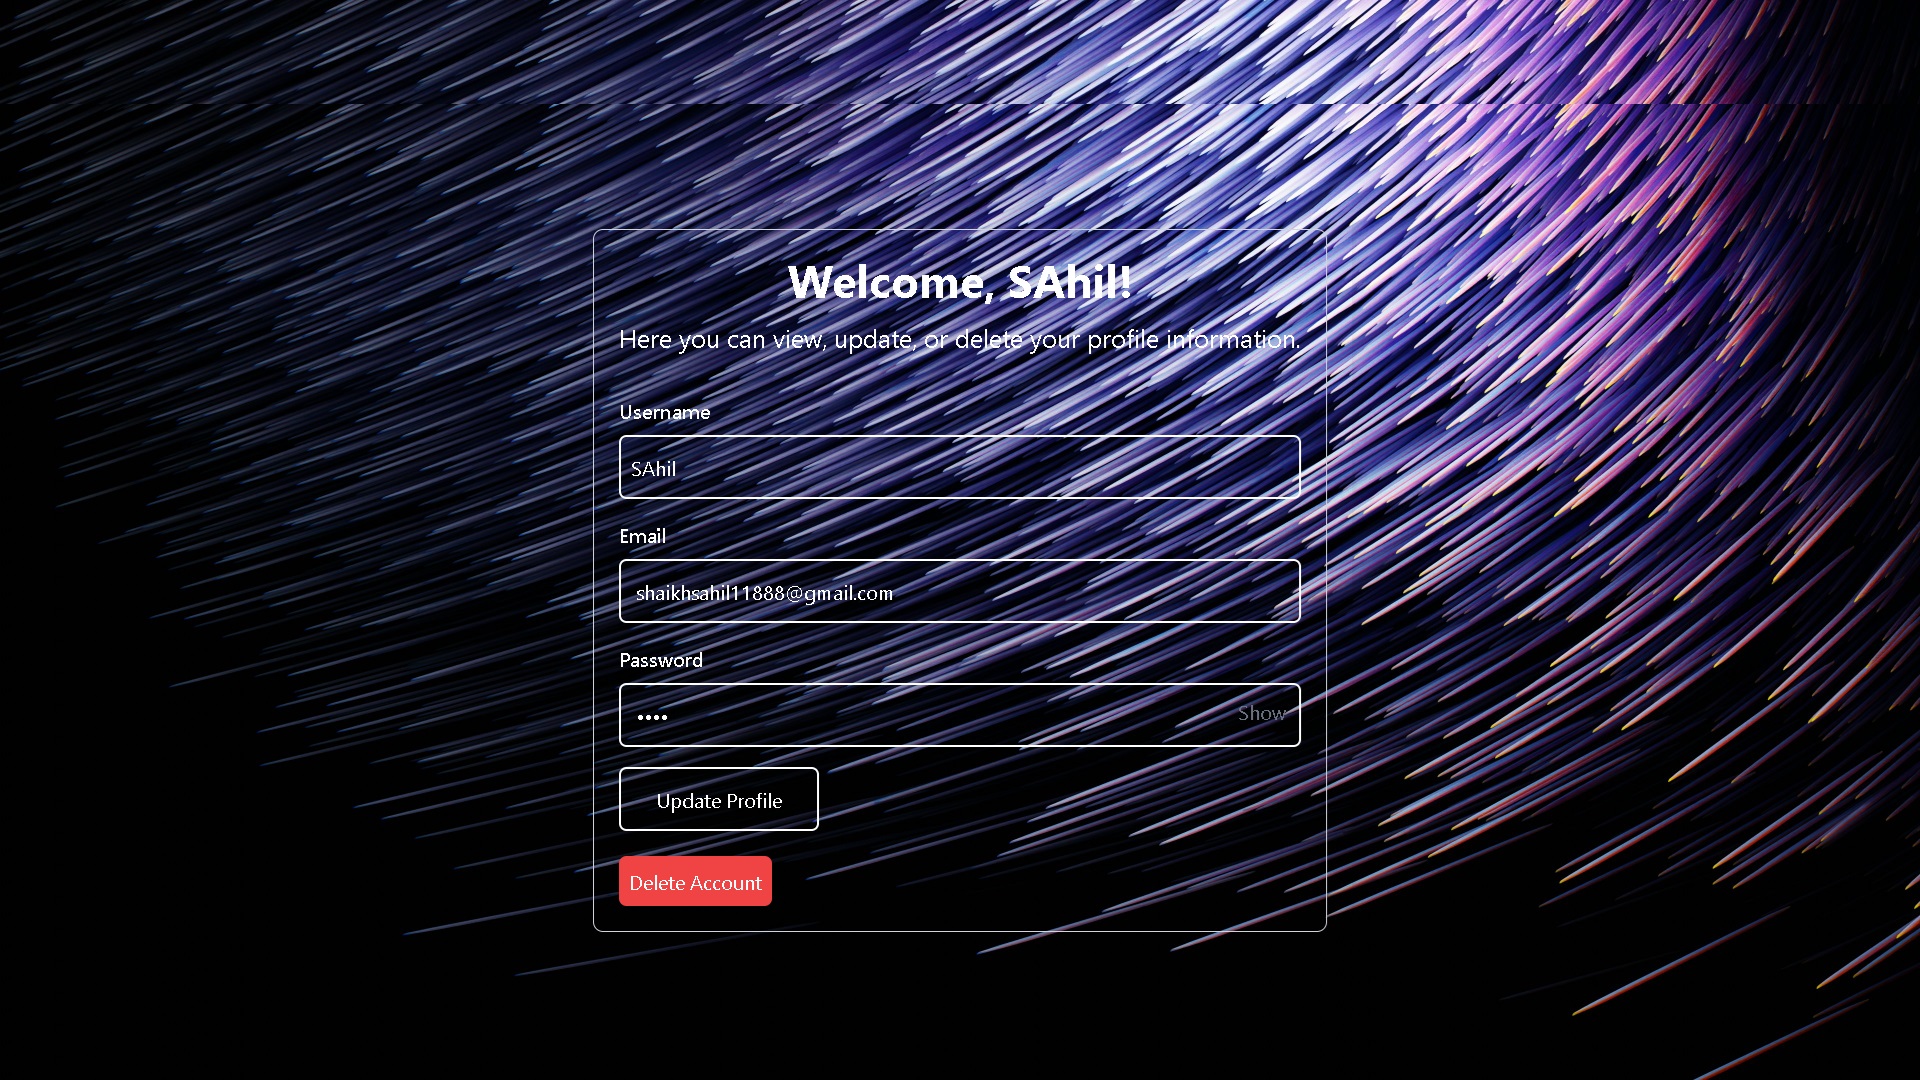 Welcome, SAhil!
Here you can view, update, or delete your profile information.
Username
SAhil
Email
shaikhsahil11888@gmail.com
Password
••••
Show
Update Profile
Delete Account